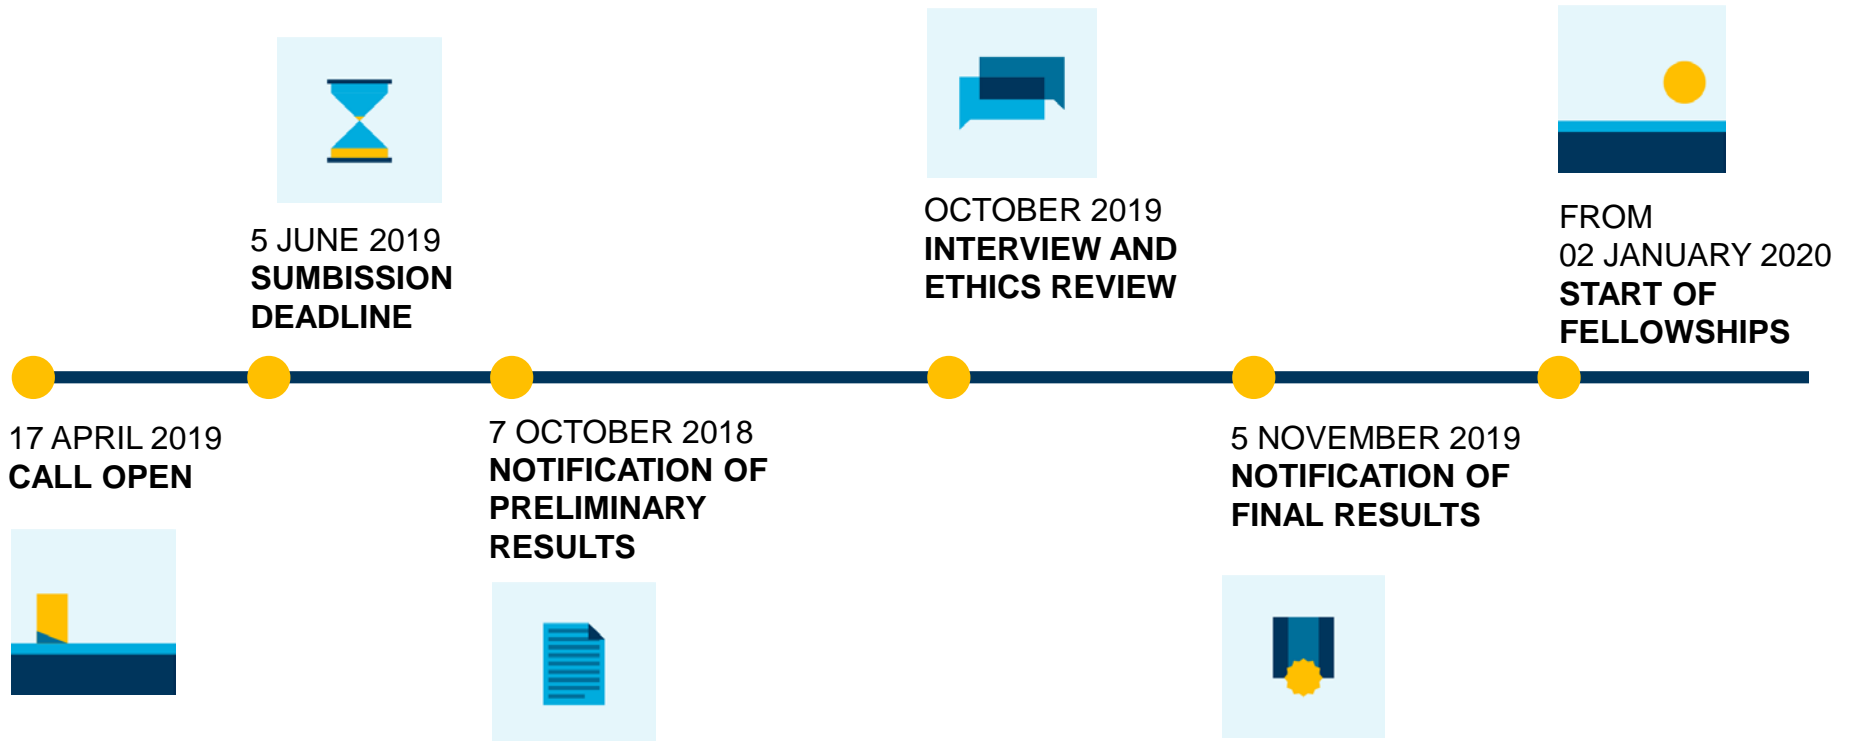 17 APRIL 2019
CALL OPEN
5 JUNE 2019
SUMBISSION
DEADLINE
7 OCTOBER 2018
NOTIFICATION OF
PRELIMINARY
RESULTS
OCTOBER 2019
INTERVIEW AND
ETHICS REVIEW
5 NOVEMBER 2019
NOTIFICATION OF
FINAL RESULTS
FROM
02 JANUARY 2020
START OF
FELLOWSHIPS